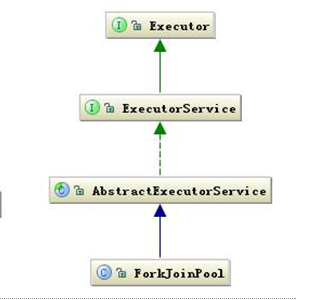 I Executor
I ExecutorService
C AbstractExecutorService
C ForkJoinPool